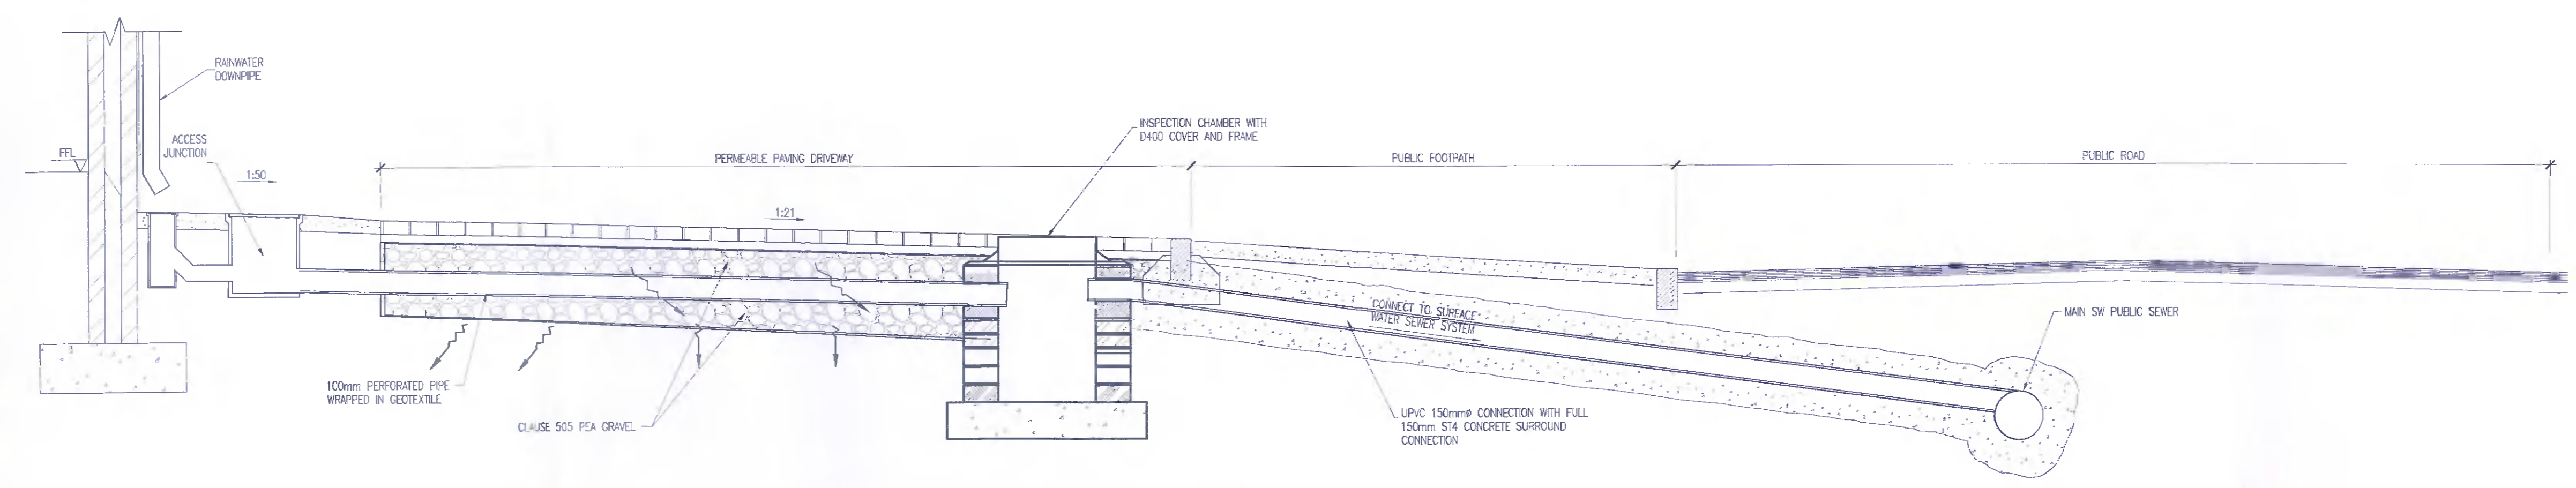 RAINWATER
DOWNPIPE
ACCESS
JUNCTION
FFL
1:50
PERMEABLE PAVING DRIVEWAY
1:21
INSPECTION CHAMBER WITH
D400 COVER AND FRAME
PUBLIC FOOTPATH
PUBLIC ROAD
CONNECT TO SURFACE
WATER SEWER SYSTEM
MAIN SW PUBLIC SEWER
100mm PERFORATED PIPE
WRAPPED IN GEOTEXTILE
CLAUSE 505 PEA GRAVEL
UPVC 150mmø CONNECTION WITH FULL
150mm ST4 CONCRETE SURROUND
CONNECTION